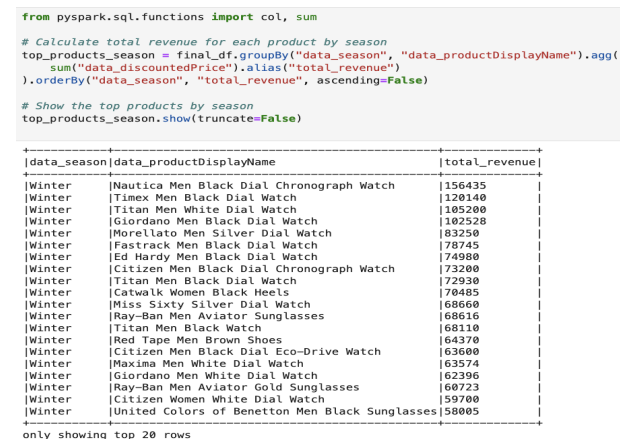 from pyspark.sql.functions import col, sum
# Calculate total revenue for each product by season
top_products_season = final_df.groupBy("data_season", "data_productDisplayName").agg(
    sum("data_discountedPrice").alias("total_revenue")
).orderBy("data_season", "total_revenue", ascending=False)
# Show the top products by season
top_products_season.show(truncate=False)
+-----------+---------------------------------------------+-------------+
|data_season|data_productDisplayName                      |total_revenue|
+-----------+---------------------------------------------+-------------+
|Winter     |Nautica Men Black Dial Chronograph Watch     |156435       |
|Winter     |Timex Men Black Dial Watch                   |120140       |
|Winter     |Titan Men White Dial Watch                   |105200       |
|Winter     |Giordano Men Black Dial Watch                |102528       |
|Winter     |Morellato Men Silver Dial Watch              |83250        |
|Winter     |Fastrack Men Black Dial Watch                |78745        |
|Winter     |Ed Hardy Men Black Dial Watch                |74980        |
|Winter     |Citizen Men Black Dial Chronograph Watch     |73200        |
|Winter     |Titan Men Black Dial Watch                   |72930        |
|Winter     |Catwalk Women Black Heels                    |70485        |
|Winter     |Miss Sixty Silver Dial Watch                 |68660        |
|Winter     |Ray-Ban Men Aviator Sunglasses               |68616        |
|Winter     |Titan Men Black Watch                        |68110        |
|Winter     |Red Tape Men Brown Shoes                     |64370        |
|Winter     |Citizen Men Black Dial Eco-Drive Watch       |63600        |
|Winter     |Maxima Men White Dial Watch                  |63574        |
|Winter     |Giordano Men White Dial Watch                |62396        |
|Winter     |Ray-Ban Men Aviator Gold Sunglasses          |60723        |
|Winter     |Citizen Women White Dial Watch               |59700        |
|Winter     |United Colors of Benetton Men Black Sunglasses|58005        |
+-----------+---------------------------------------------+-------------+
only showing top 20 rows